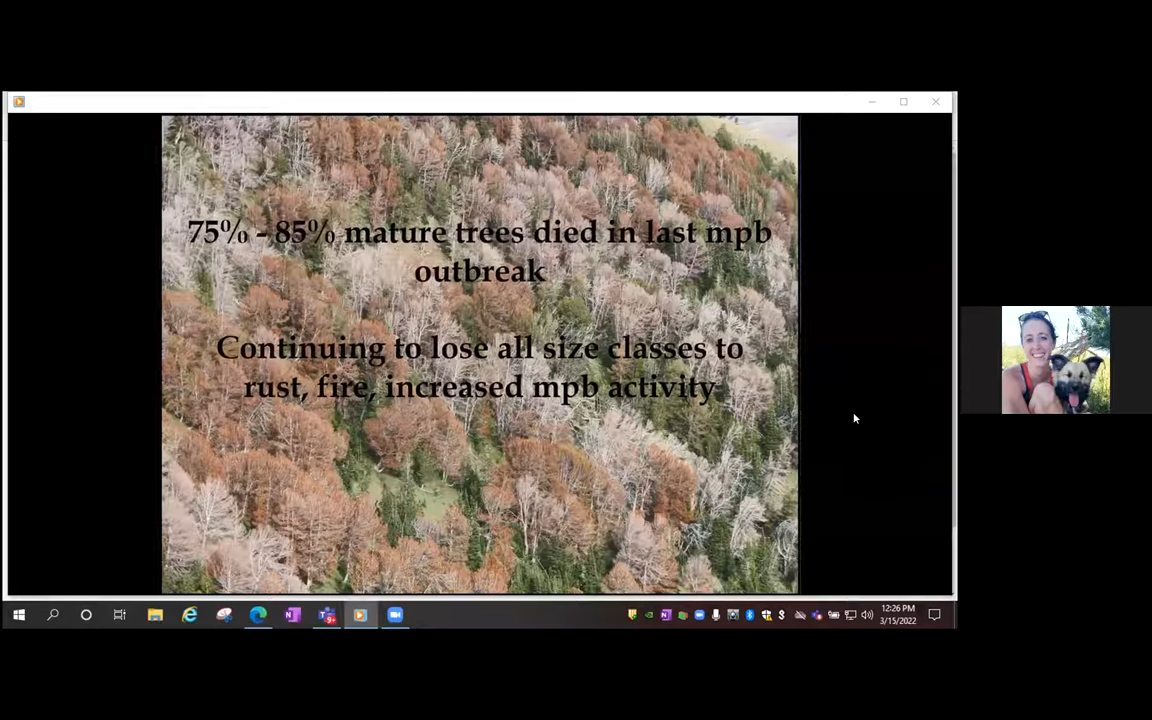 75% - 85% mature trees died in last mpb
outbreak
Continuing to lose all size classes to
rust, fire, increased mpb activity
12:26 PM
3/15/2022